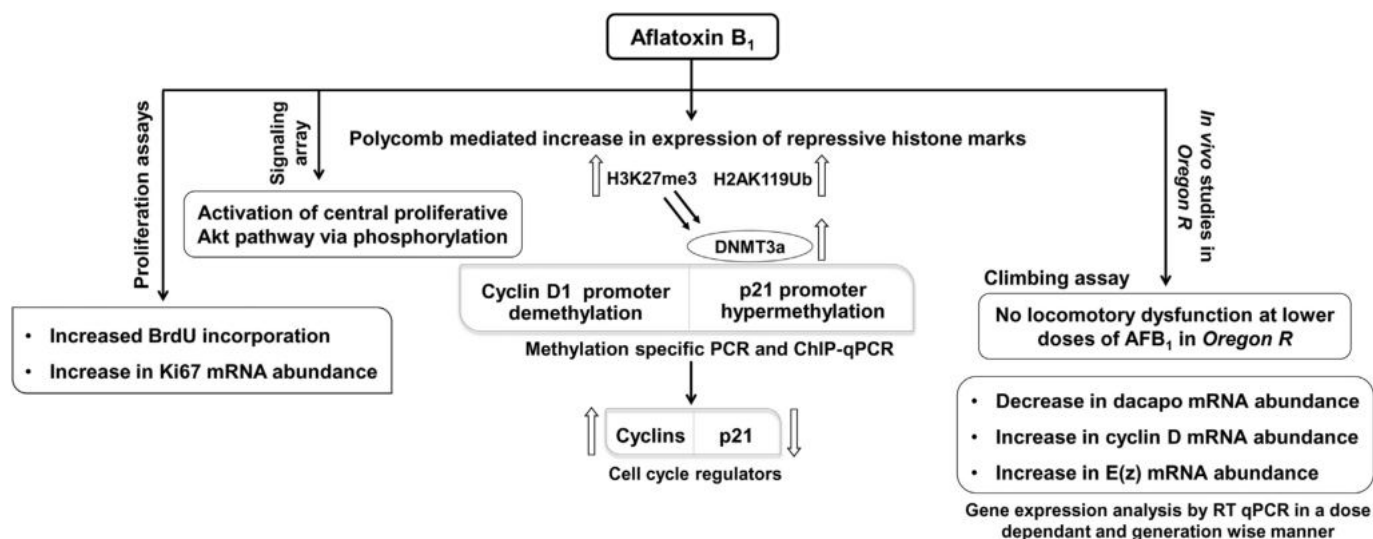 Aflatoxin B₁
Proliferation assays
Signaling
array
Activation of central proliferative
Akt pathway via phosphorylation
• Increased BrdU incorporation
• Increase in Ki67 mRNA abundance
Polycomb mediated increase in expression of repressive histone marks
H3K27me3 H2AK119Ub
DNMT3a
Cyclin D1 promoter
demethylation
p21 promoter
hypermethylation
Methylation specific PCR and ChIP-qPCR
Cyclins p21
Cell cycle regulators
In vivo studies in
Oregon R
Climbing assay
No locomotory dysfunction at lower
doses of AFB₁ in Oregon R
• Decrease in dacapo mRNA abundance
• Increase in cyclin D mRNA abundance
• Increase in E(z) mRNA abundance
Gene expression analysis by RT qPCR in a dose
dependant and generation wise manner